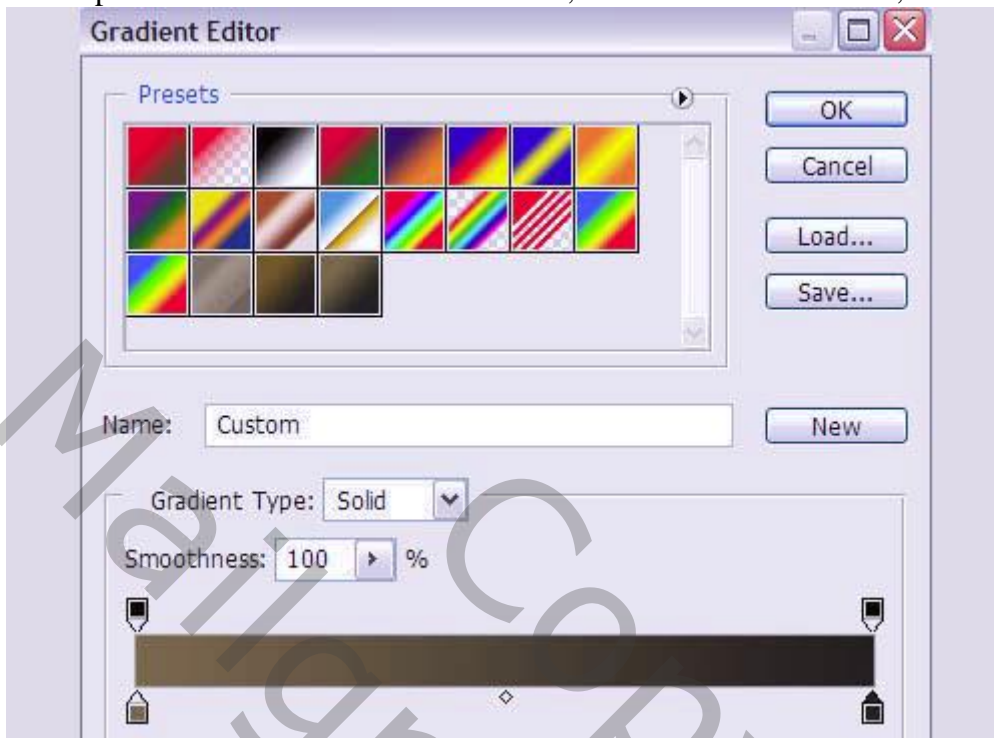 Gradient Editor
Presets
OK
Cancel
Load...
Save...
Name: Custom
New
Gradient Type: Solid
Smoothness: 100 %